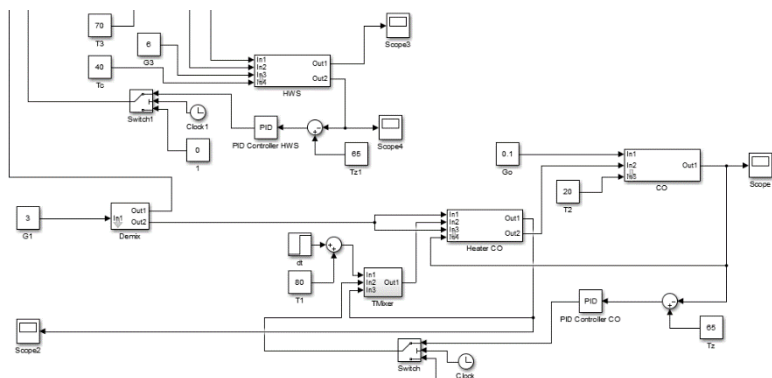 70
T3
6
G3
40
Tc
In1
In2
In3
In4
Out1
Out2
HWS
Scope3
Switch1
Clock1
PID
PID Controller HWS
Scope4
0
1
65
Tz1
0.1
Go
In1
In2
In3
Out1
CO
Scope
20
T2
3
G1
In1
Out1
Out2
Demix
In1
In2
In3
In4
Out1
Out2
Heater CO
dt
80
T1
In1
In2
In3
Out1
TMixer
PID
PID Controller CO
65
Tz
Scope2
Switch
Clock